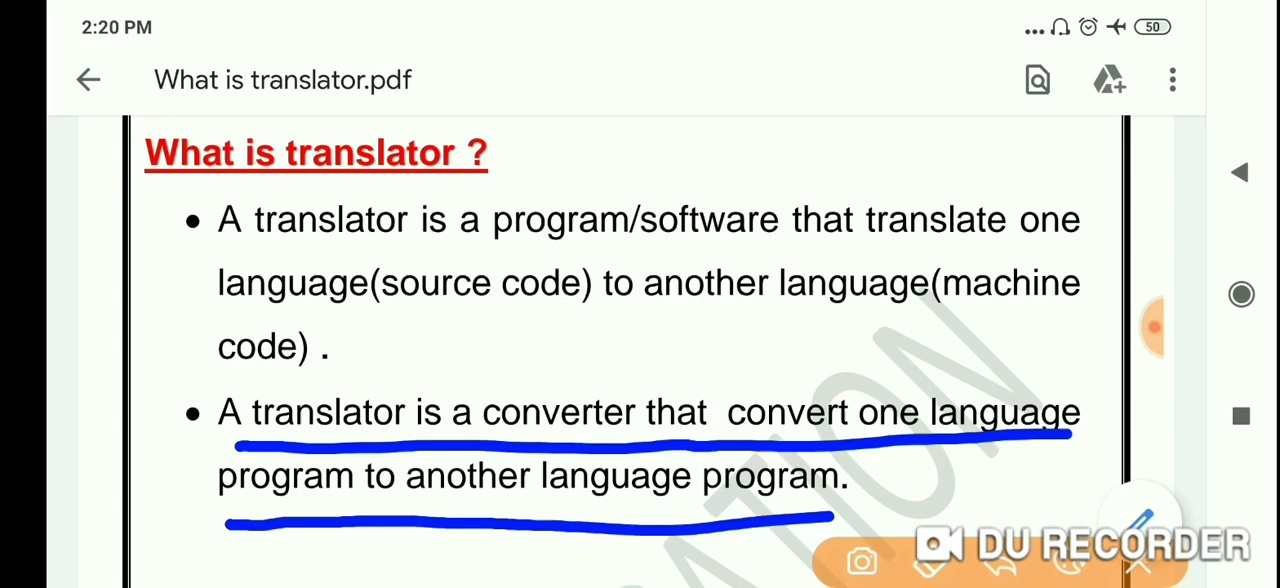 2:20 PM
50
What is translator.pdf
What is translator ?
• A translator is a program/software that translate one
language(source code) to another language(machine
code) .
• A translator is a converter that convert one language
program to another language program.
DU RECORDER